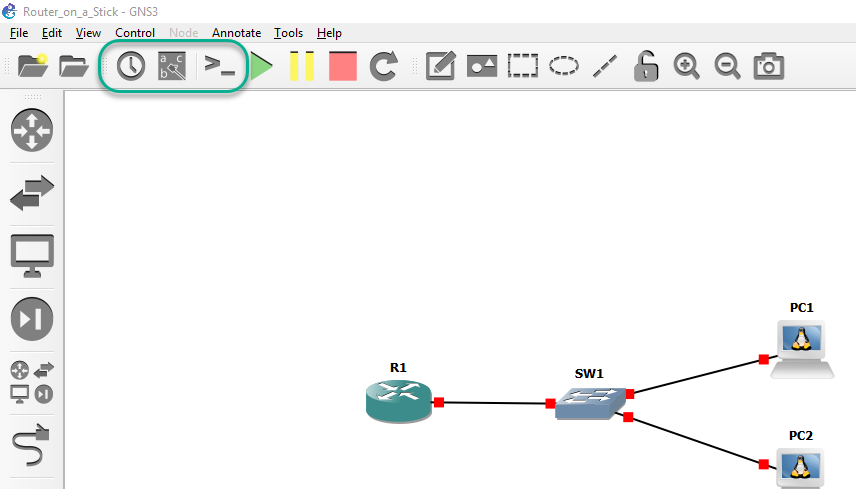 Router_on_a_Stick - GNS3
File Edit View Control Node Annotate Tools Help
a c
b
>_
PC1
R1
SW1
PC2